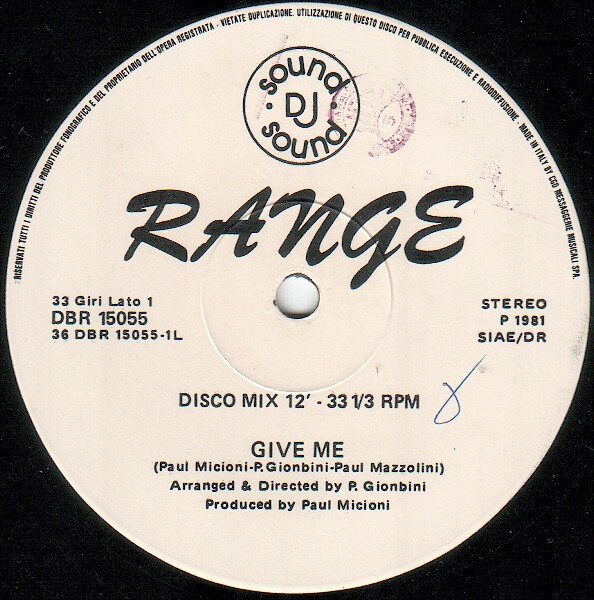 RISERVATI TUTTI I DIRITTI DEL PRODUTTORE FONOGRAFICO E DEL PROPRIETARIO DELL'OPERA REGISTRATA - VIETATE DUPLICAZIONE. UTILIZZAZIONE DI QUESTO DISCO PER PUBBLICA ESECUZIONE E RADIODIFFUSIONE - MADE IN ITALY BY CGD MESSAGGERIE MUSICALI SPA.
sound
DJ
sound
RANGE
33 Giri Lato 1
DBR 15055
36 DBR 15055-1L
STEREO
P 1981
SIAE/DR
DISCO MIX 12' - 33 1/3 RPM
GIVE ME
(Paul Micioni-P.Gionbini-Paul Mazzolini)
Arranged & Directed by P. Gionbini
Produced by Paul Micioni